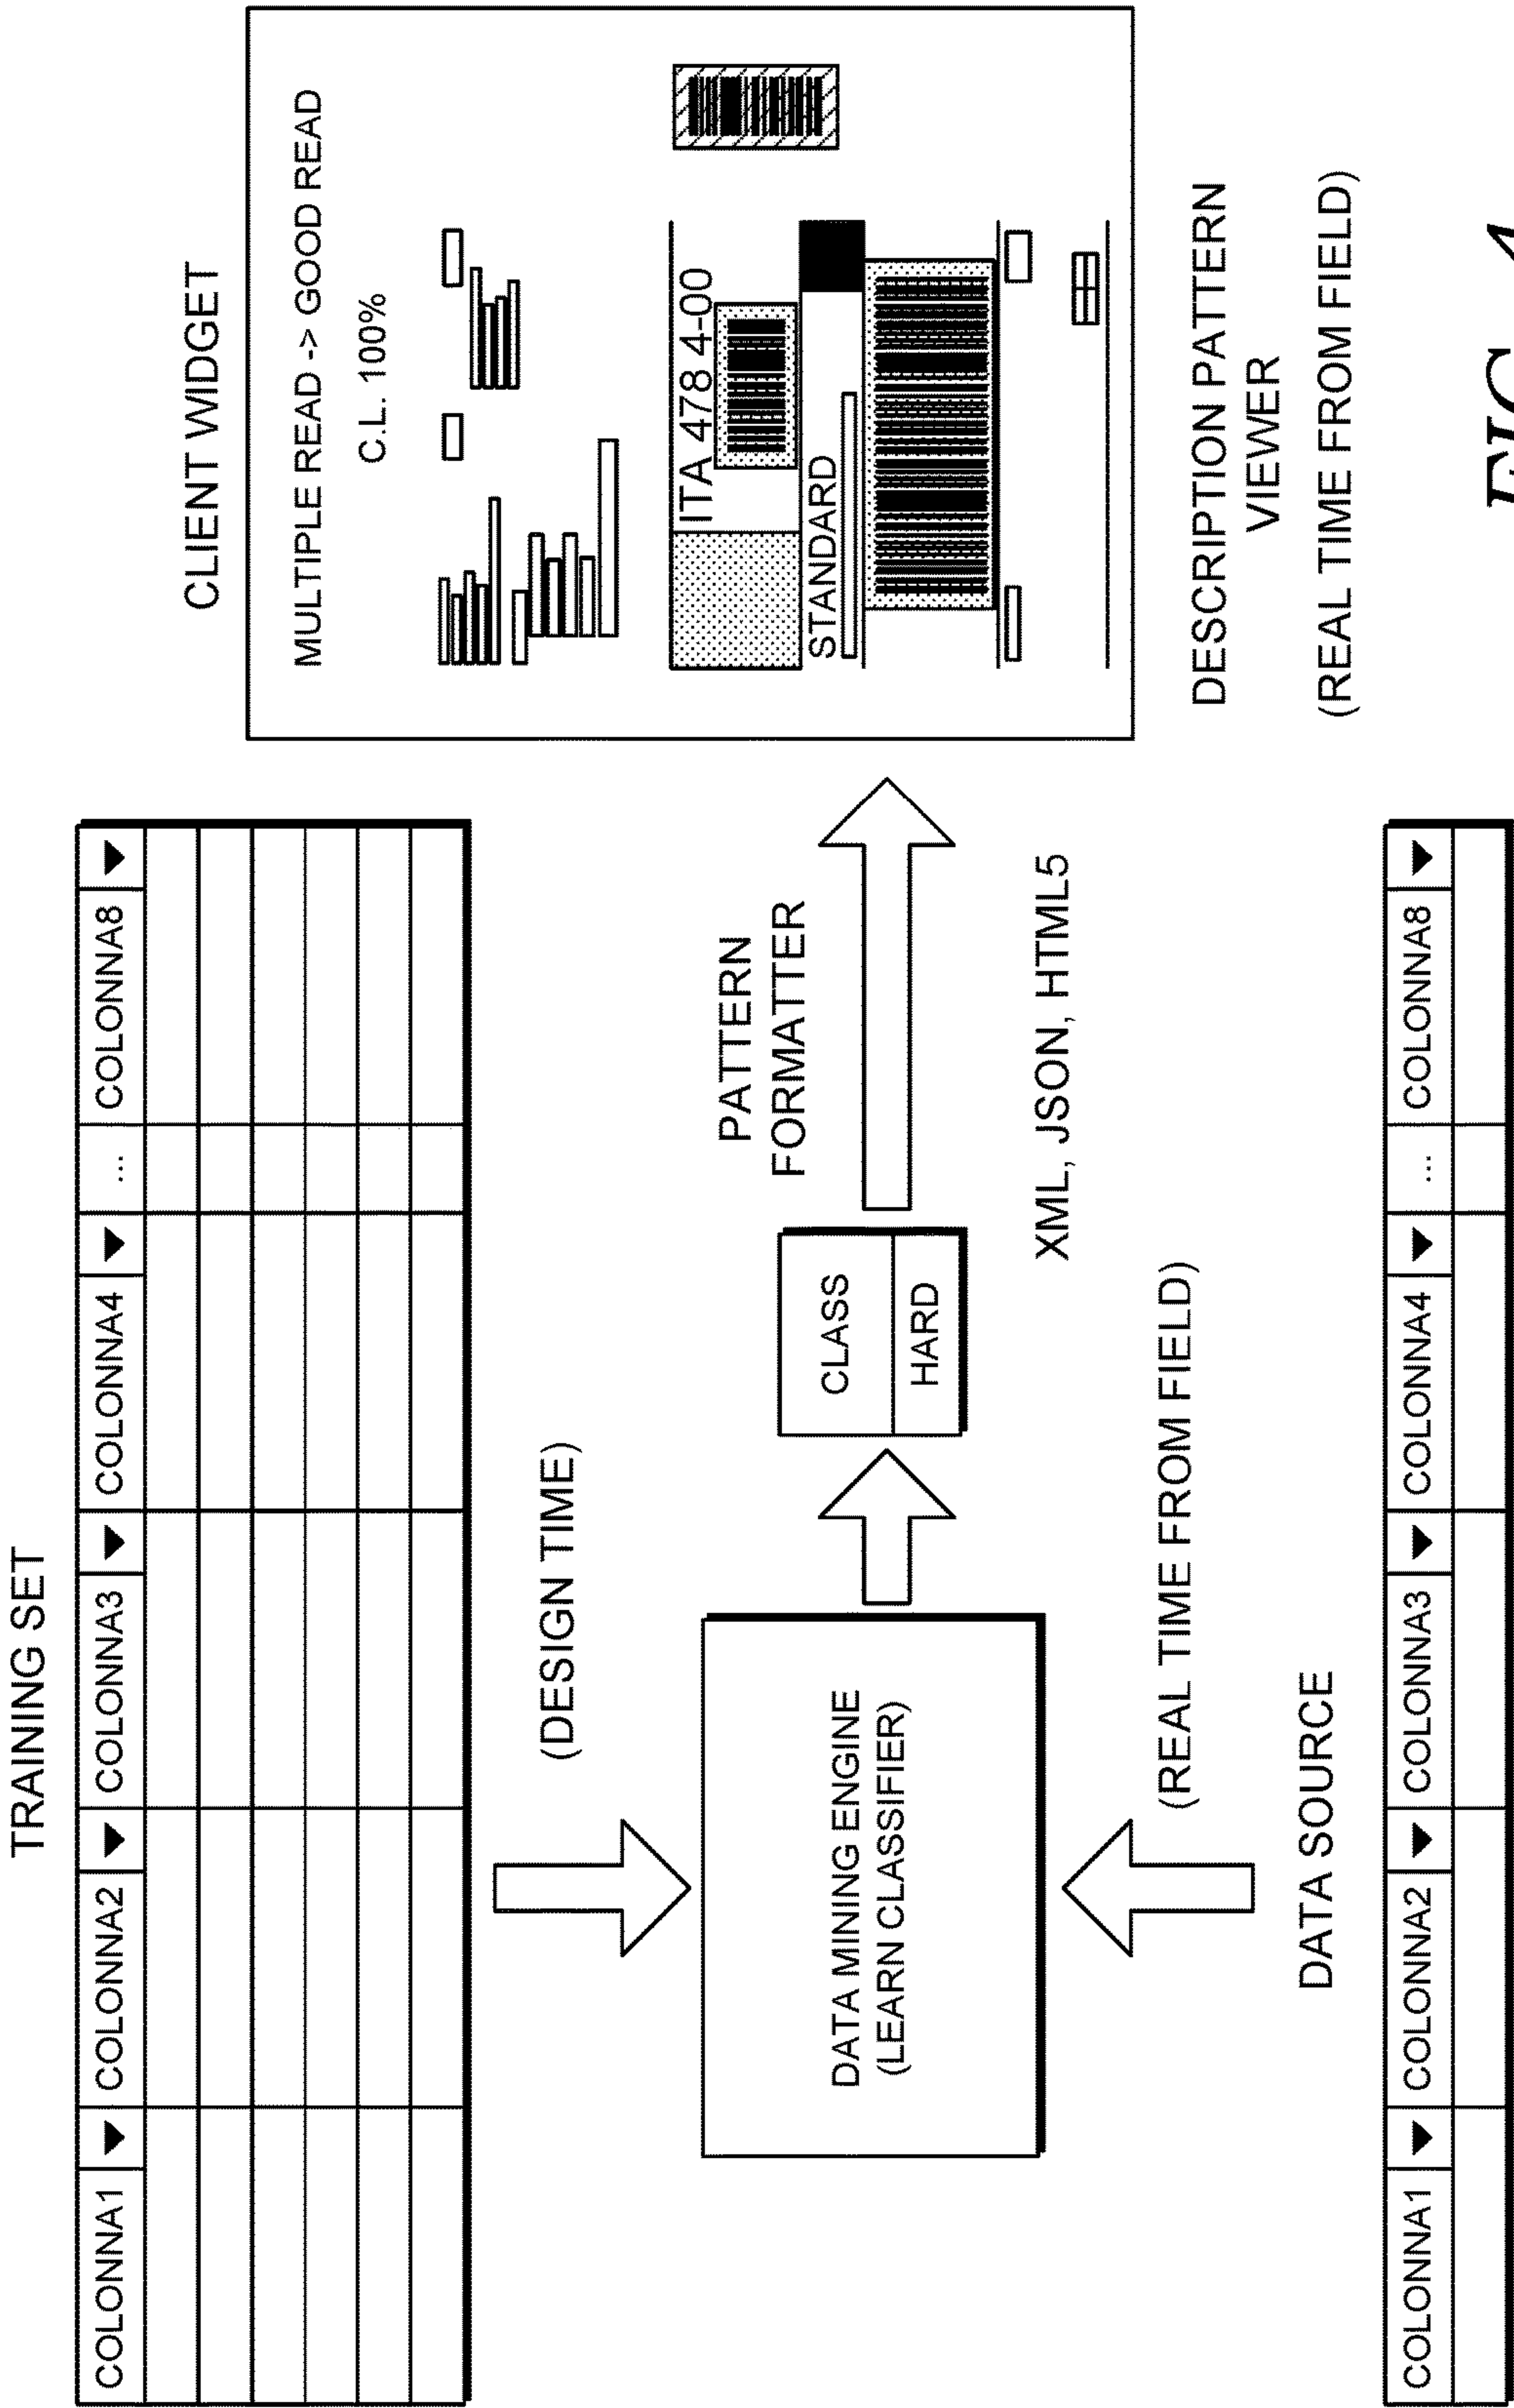 TRAINING SET
COLONNA1 COLONNA2 COLONNA3 COLONNA4 ... COLONNA8
(DESIGN TIME)
DATA MINING ENGINE
(LEARN CLASSIFIER)
CLASS
HARD
PATTERN
FORMATTER
XML, JSON, HTML5
(REAL TIME FROM FIELD)
DATA SOURCE
COLONNA1 COLONNA2 COLONNA3 COLONNA4 ... COLONNA8
CLIENT WIDGET
MULTIPLE READ -> GOOD READ
C.L. 100%
ITA 478 4-00
STANDARD
DESCRIPTION PATTERN
VIEWER
(REAL TIME FROM FIELD)